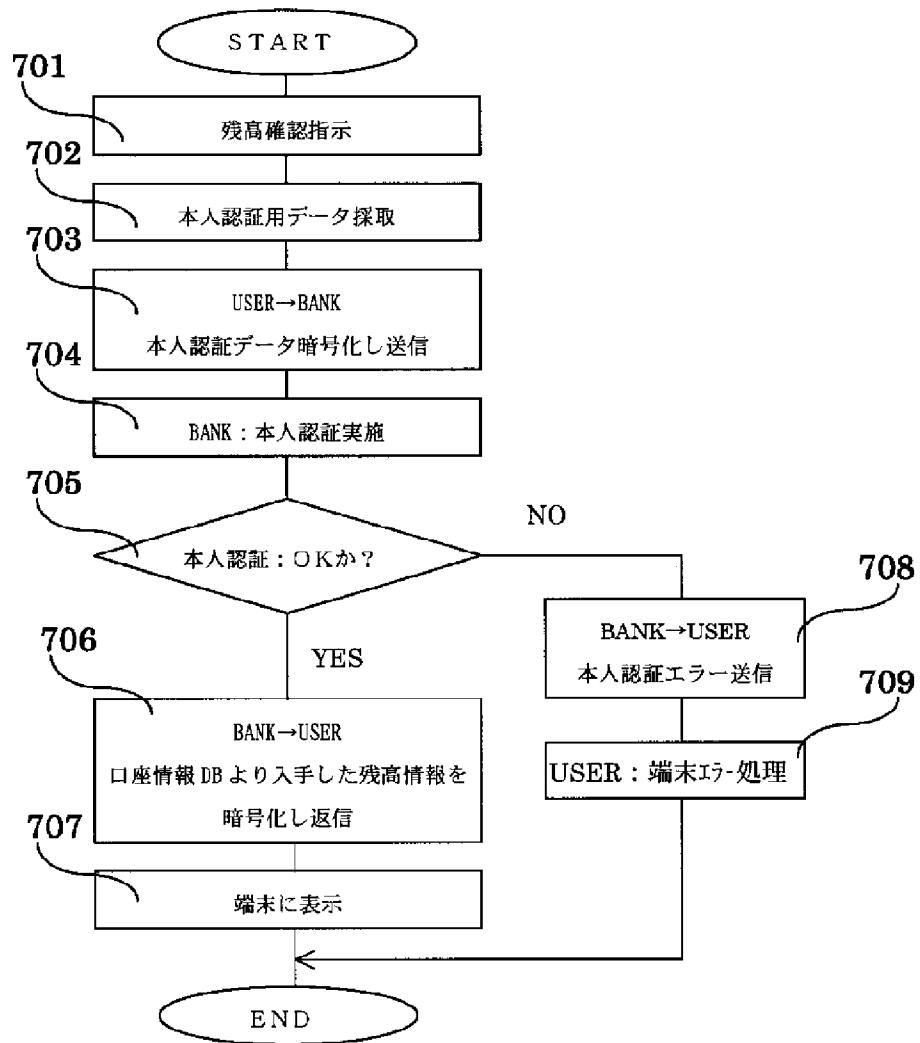 START
701
残高確認指示
702
本人認証用データ採取
703
USER→BANK
本人認証データ暗号化し送信
704
BANK：本人認証実施
705
本人認証：OKか？
NO
YES
706
BANK→USER
口座情報DBより入手した残高情報を
暗号化し返信
707
端末に表示
708
BANK→USER
本人認証エラー送信
709
USER：端末ｴﾗｰ処理
END